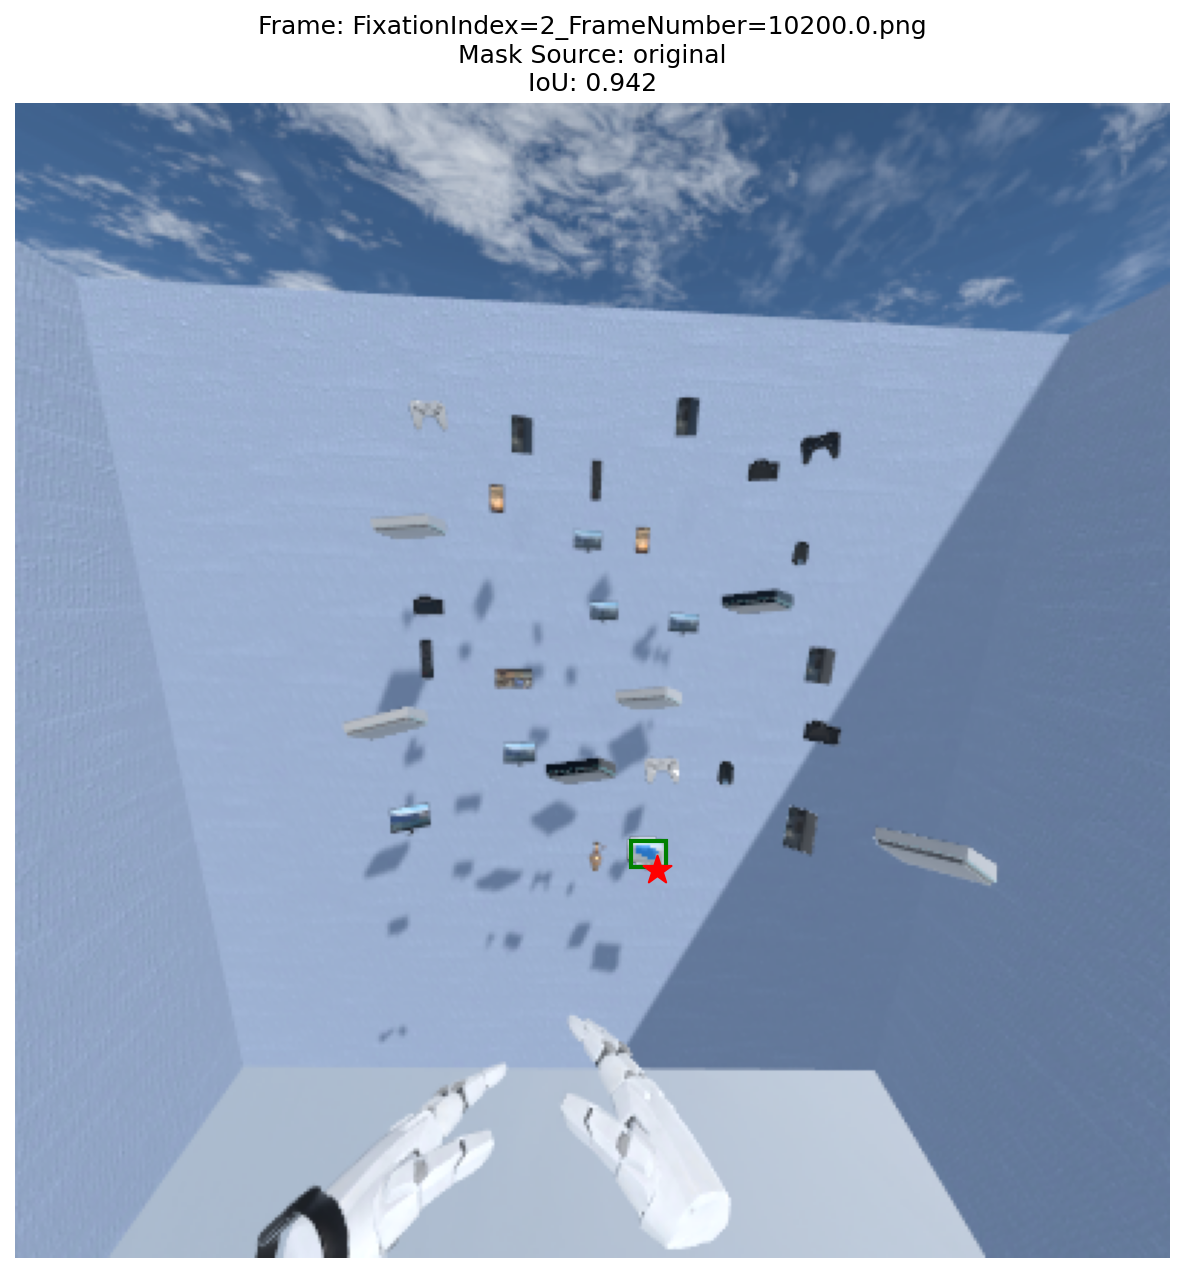 Frame: FixationIndex=2_FrameNumber=10200.0.png
Mask Source: original
IoU: 0.942